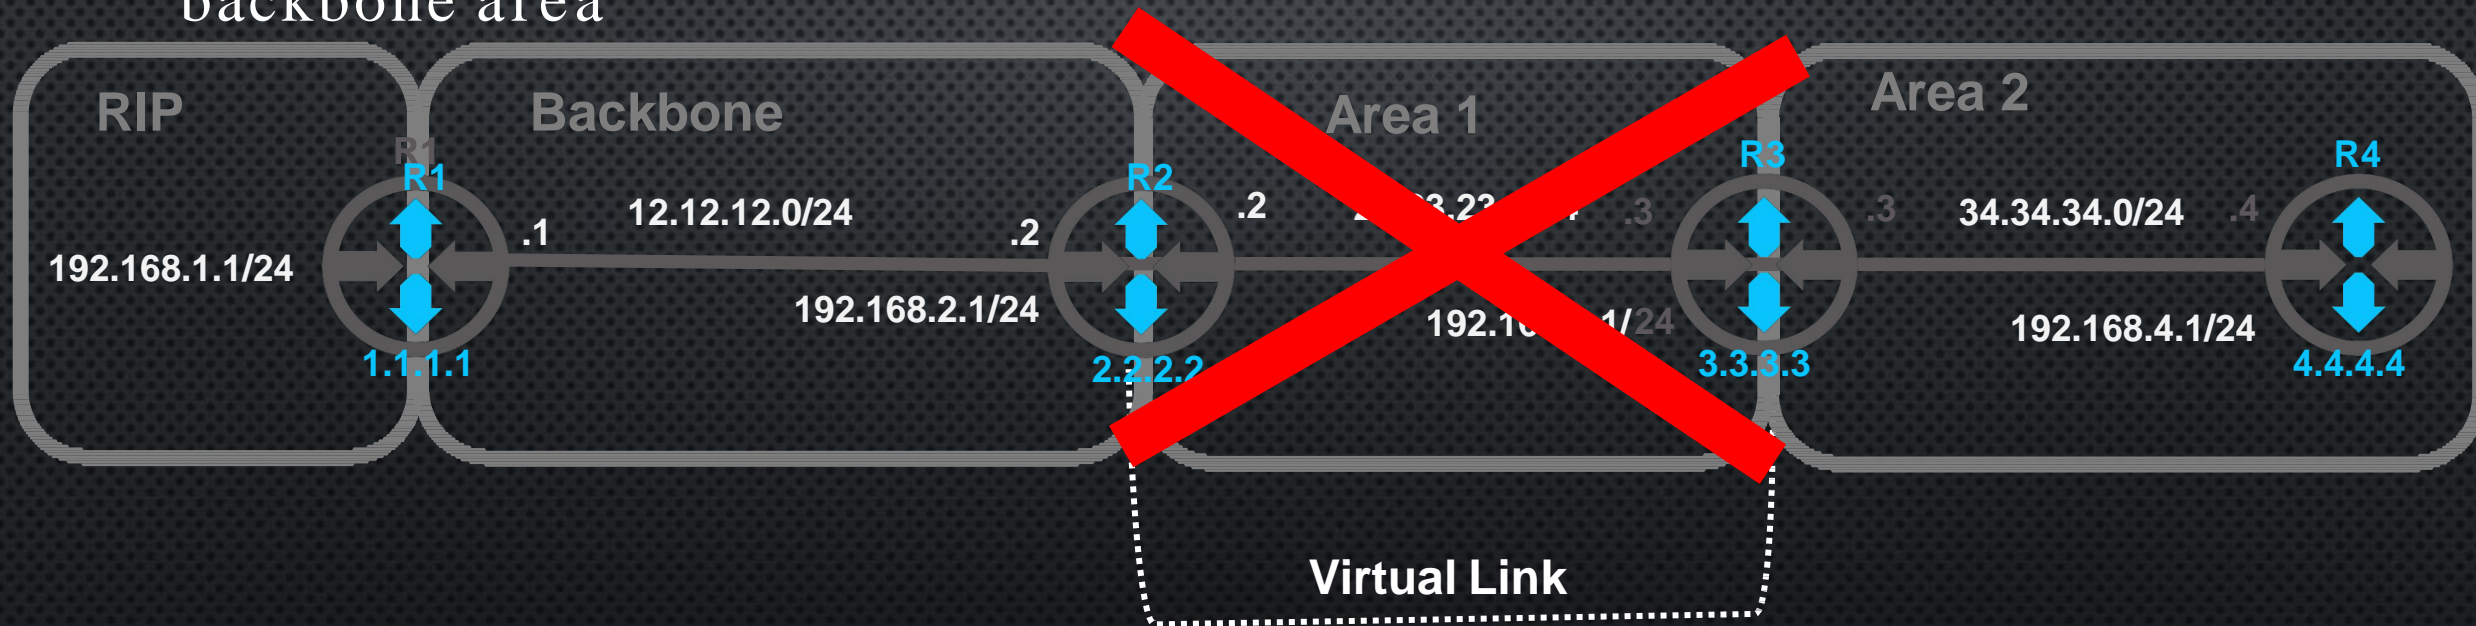 backbone area
RIP
Backbone
Area 1
Area 2
R1
R1
R2
R3
R4
12.12.12.0/24
.2
.3
.3
34.34.34.0/24
.4
.1
.2
192.168.1.1/24
192.168.2.1/24
192.168.4.1/24
1.1.1.1
2.2.2.2
3.3.3.3
4.4.4.4
Virtual Link